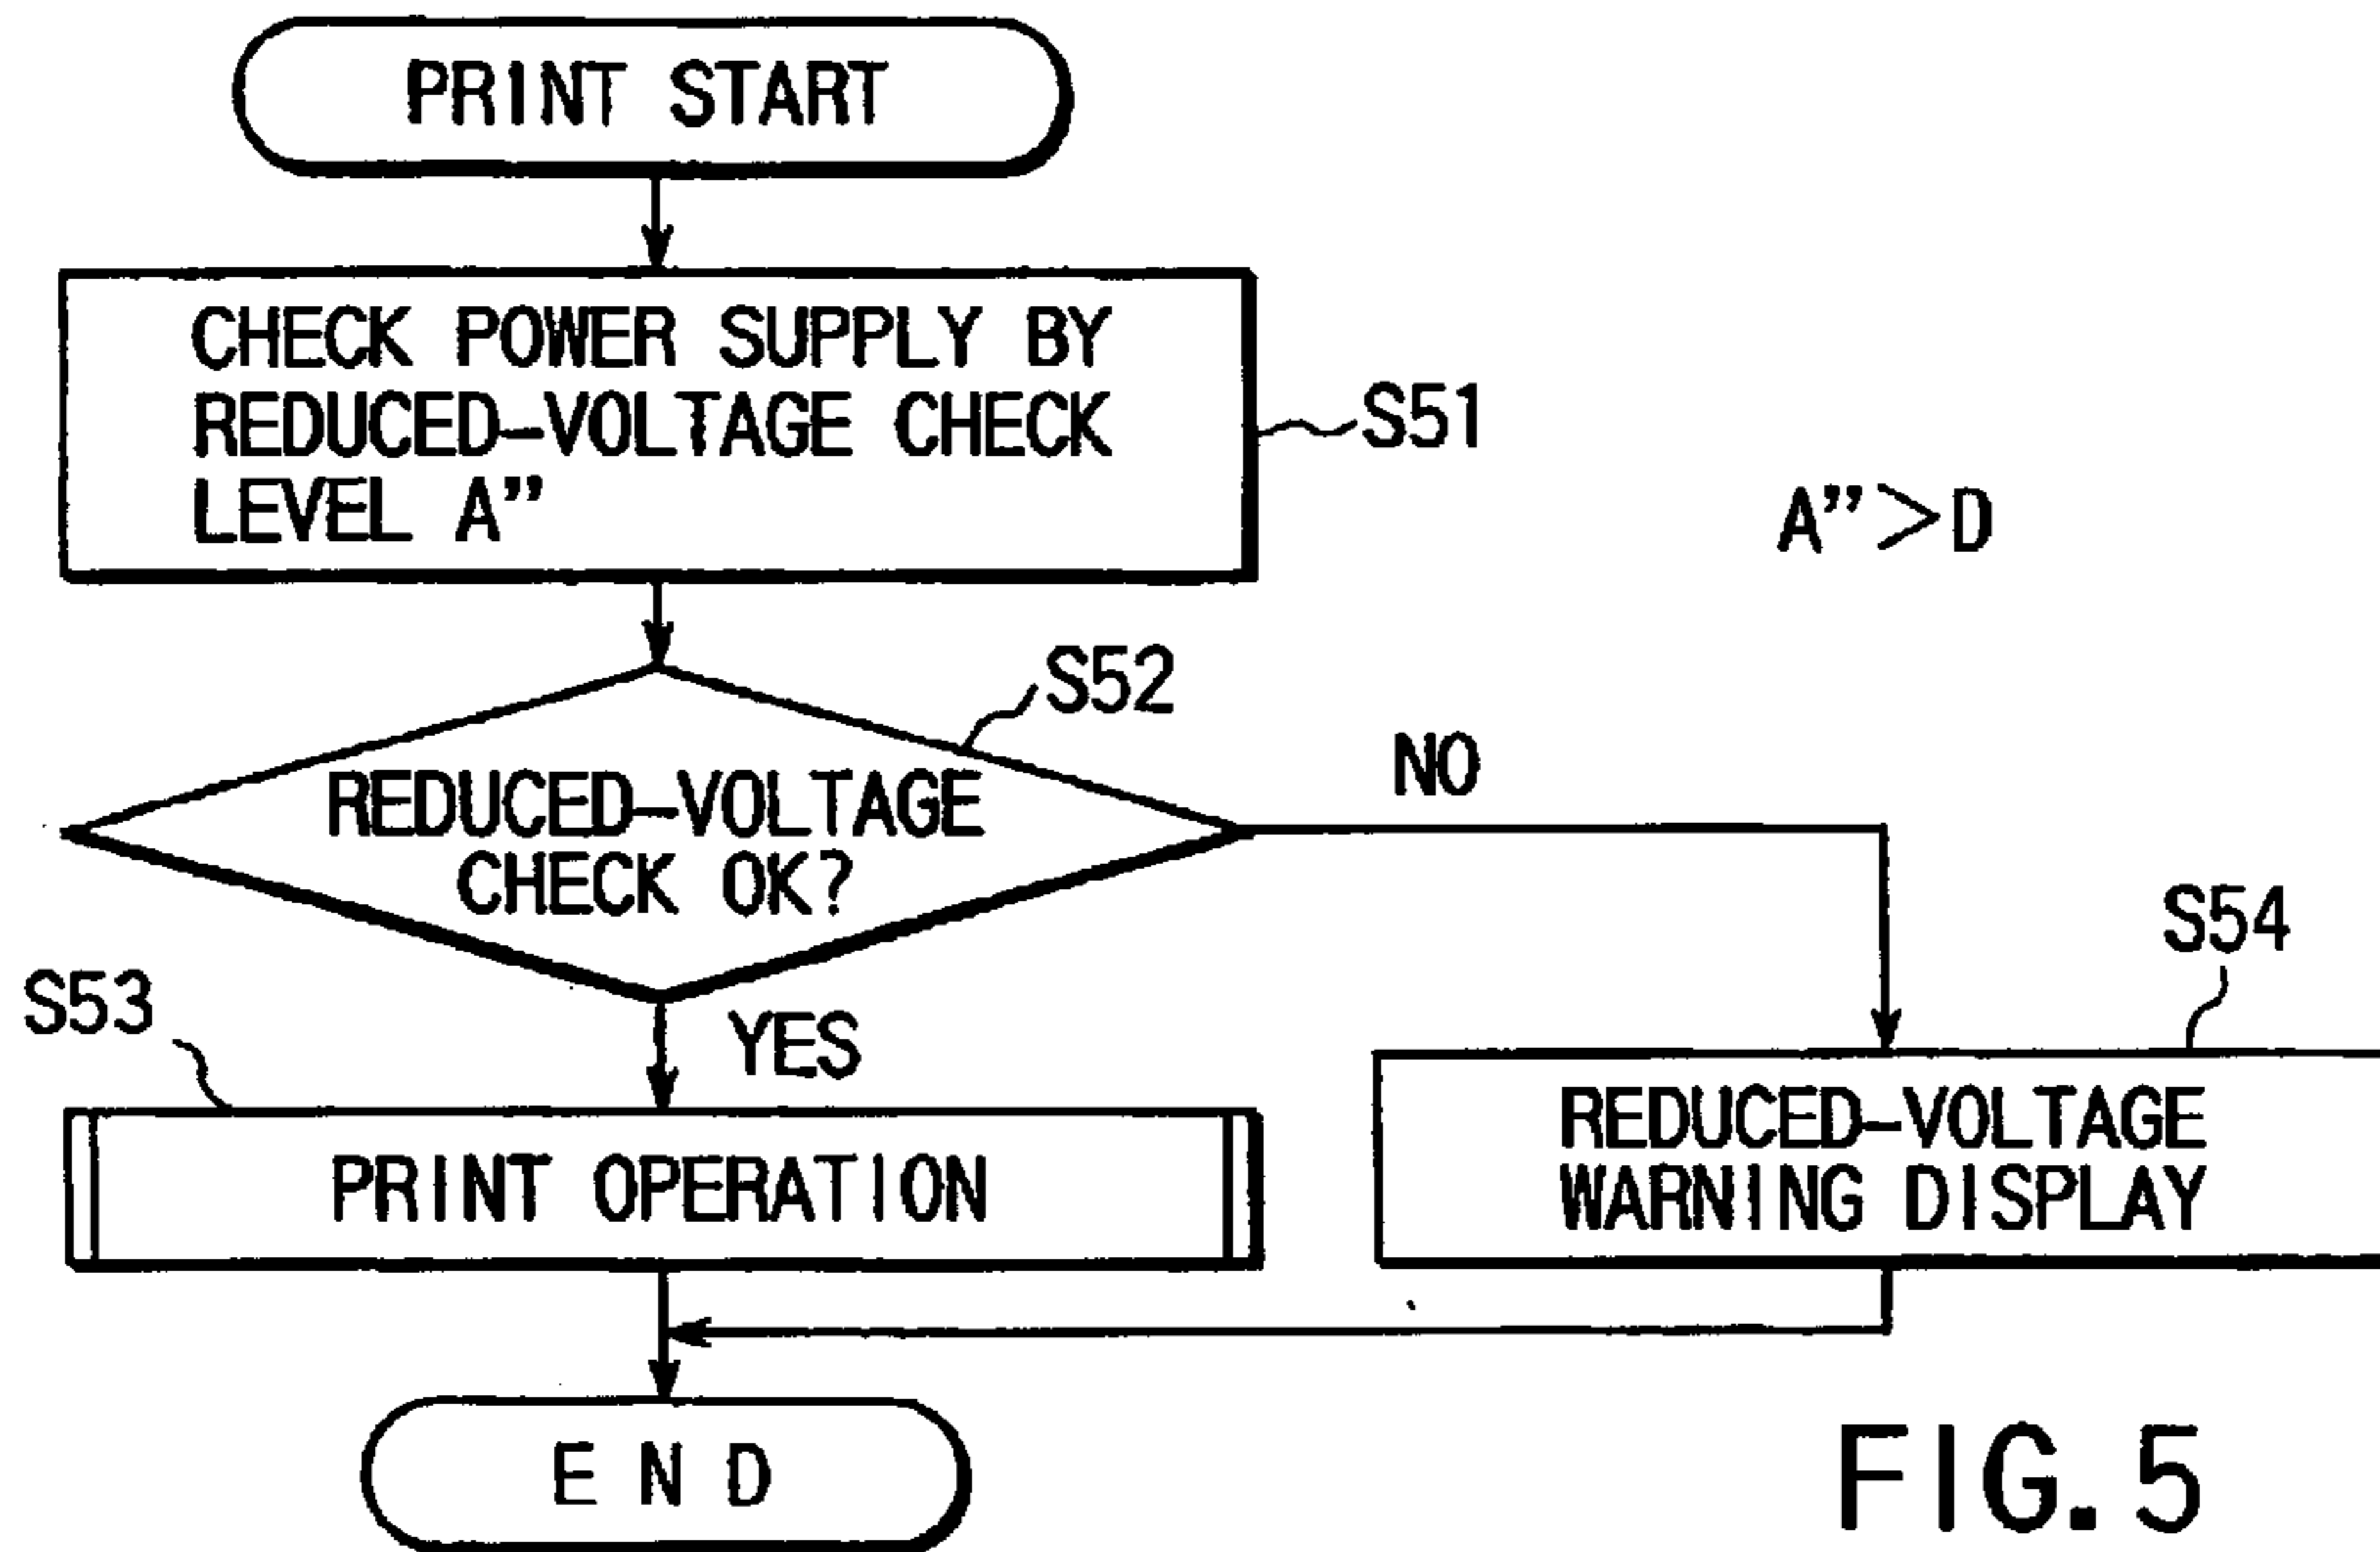 PRINT START
CHECK POWER SUPPLY BY
REDUCED-VOLTAGE CHECK
LEVEL A”
S51
A”>D
S52
REDUCED-VOLTAGE
CHECK OK?
NO
S54
S53
YES
PRINT OPERATION
REDUCED-VOLTAGE
WARNING DISPLAY
END
FIG. 5